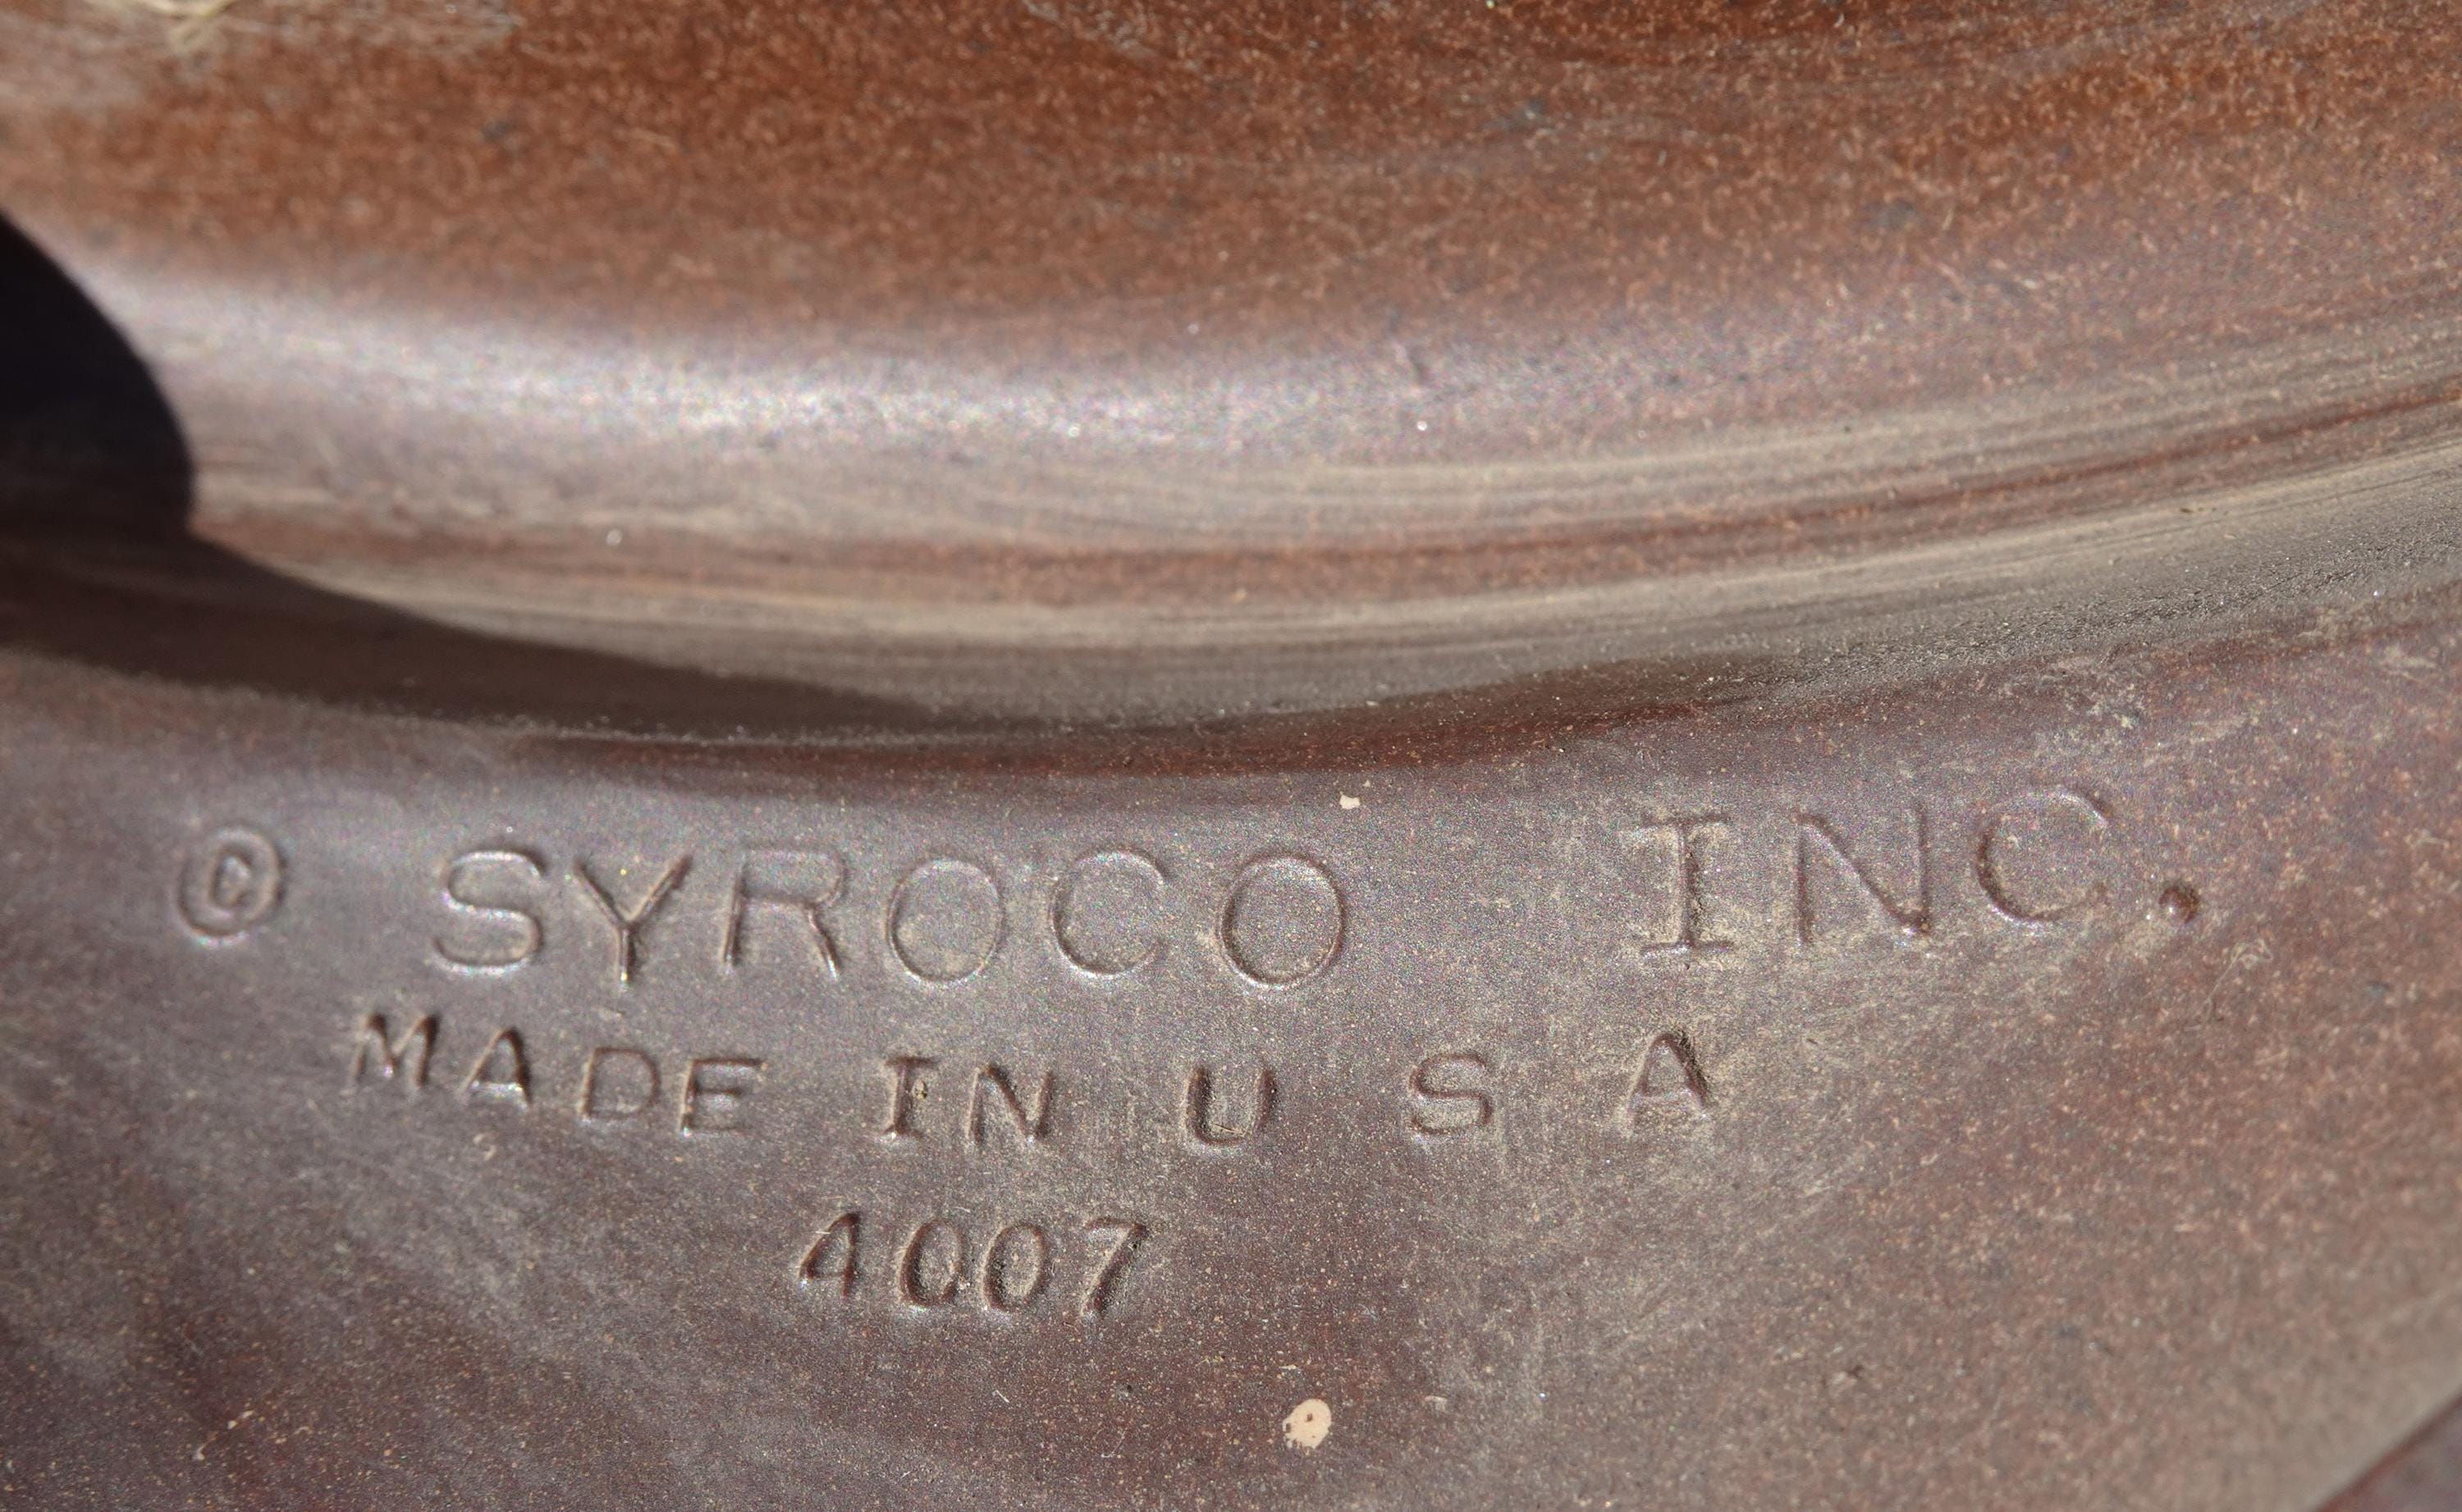 © SYROCO INC.
MADE IN U S A
4007